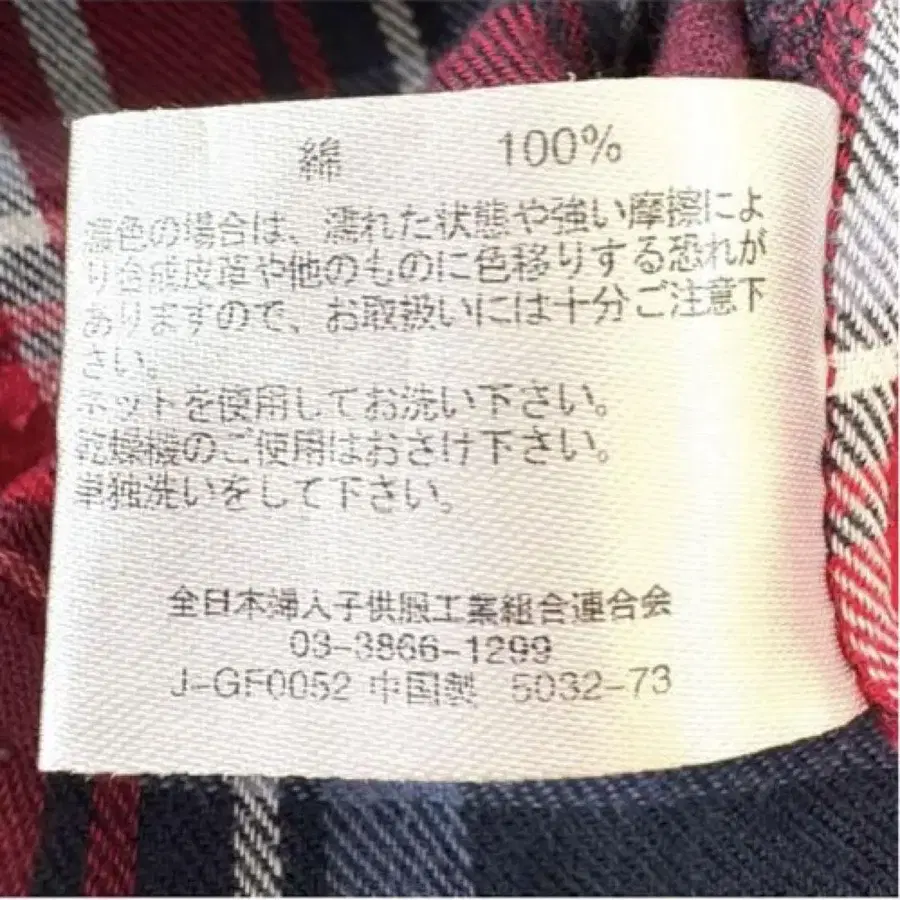 綿 100%
濃色の場合は、濡れた状態や強い摩擦によ
り合成皮革や他のものに色移りする恐れが
ありますので、お取扱いには十分ご注意下
さい。
ネットを使用してお洗い下さい。
乾燥機のご使用はおさけ下さい。
単独洗いをして下さい。
全日本婦人子供服工業組合連合会
03-3866-1299
J-GF0052 中国製 5032-73